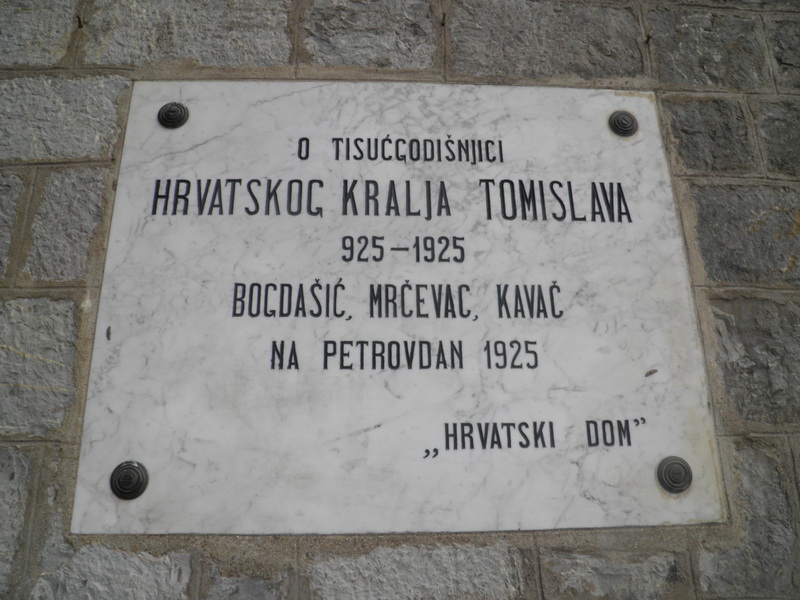 O TISUĆGODIŠNJICI
HRVATSKOG KRALJA TOMISLAVA
925-1925
BOGDAŠIĆ, MRČEVAC, KAVAČ
NA PETROVDAN 1925
„HRVATSKI DOM”